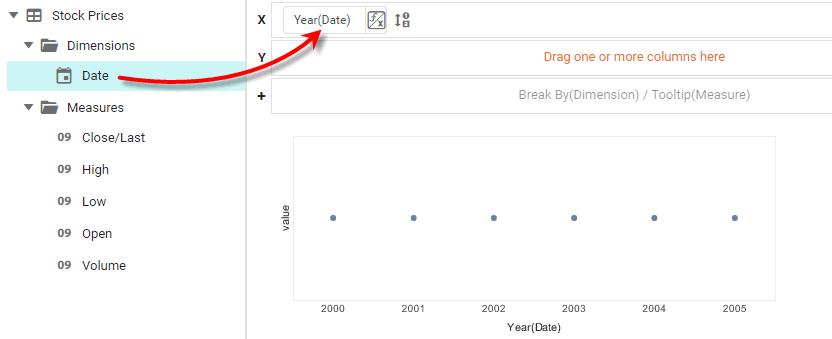 Stock Prices
Dimensions
Date
Measures
09 Close/Last
09 High
09 Low
09 Open
09 Volume
X Year(Date) fx
Y Drag one or more columns here
+ Break By(Dimension) / Tooltip(Measure)
value
2000 2001 2002 2003 2004 2005
Year(Date)